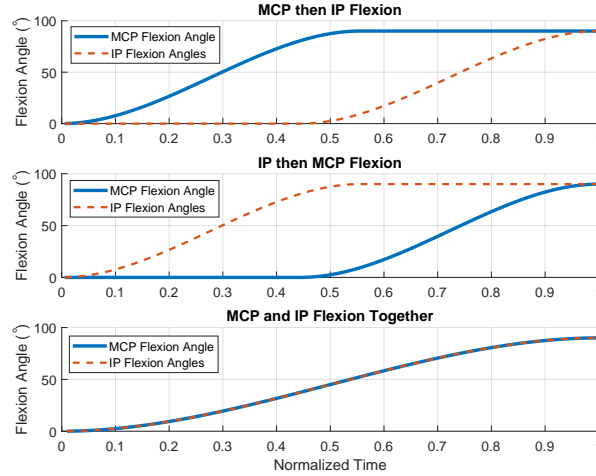 MCP then IP Flexion
Flexion Angle (°)
100
50
0
MCP Flexion Angle
IP Flexion Angles
0 0.1 0.2 0.3 0.4 0.5 0.6 0.7 0.8 0.9
IP then MCP Flexion
Flexion Angle (°)
100
50
0
MCP Flexion Angle
IP Flexion Angles
0 0.1 0.2 0.3 0.4 0.5 0.6 0.7 0.8 0.9
MCP and IP Flexion Together
Flexion Angle (°)
100
50
0
MCP Flexion Angle
IP Flexion Angles
0 0.1 0.2 0.3 0.4 0.5 0.6 0.7 0.8 0.9
Normalized Time